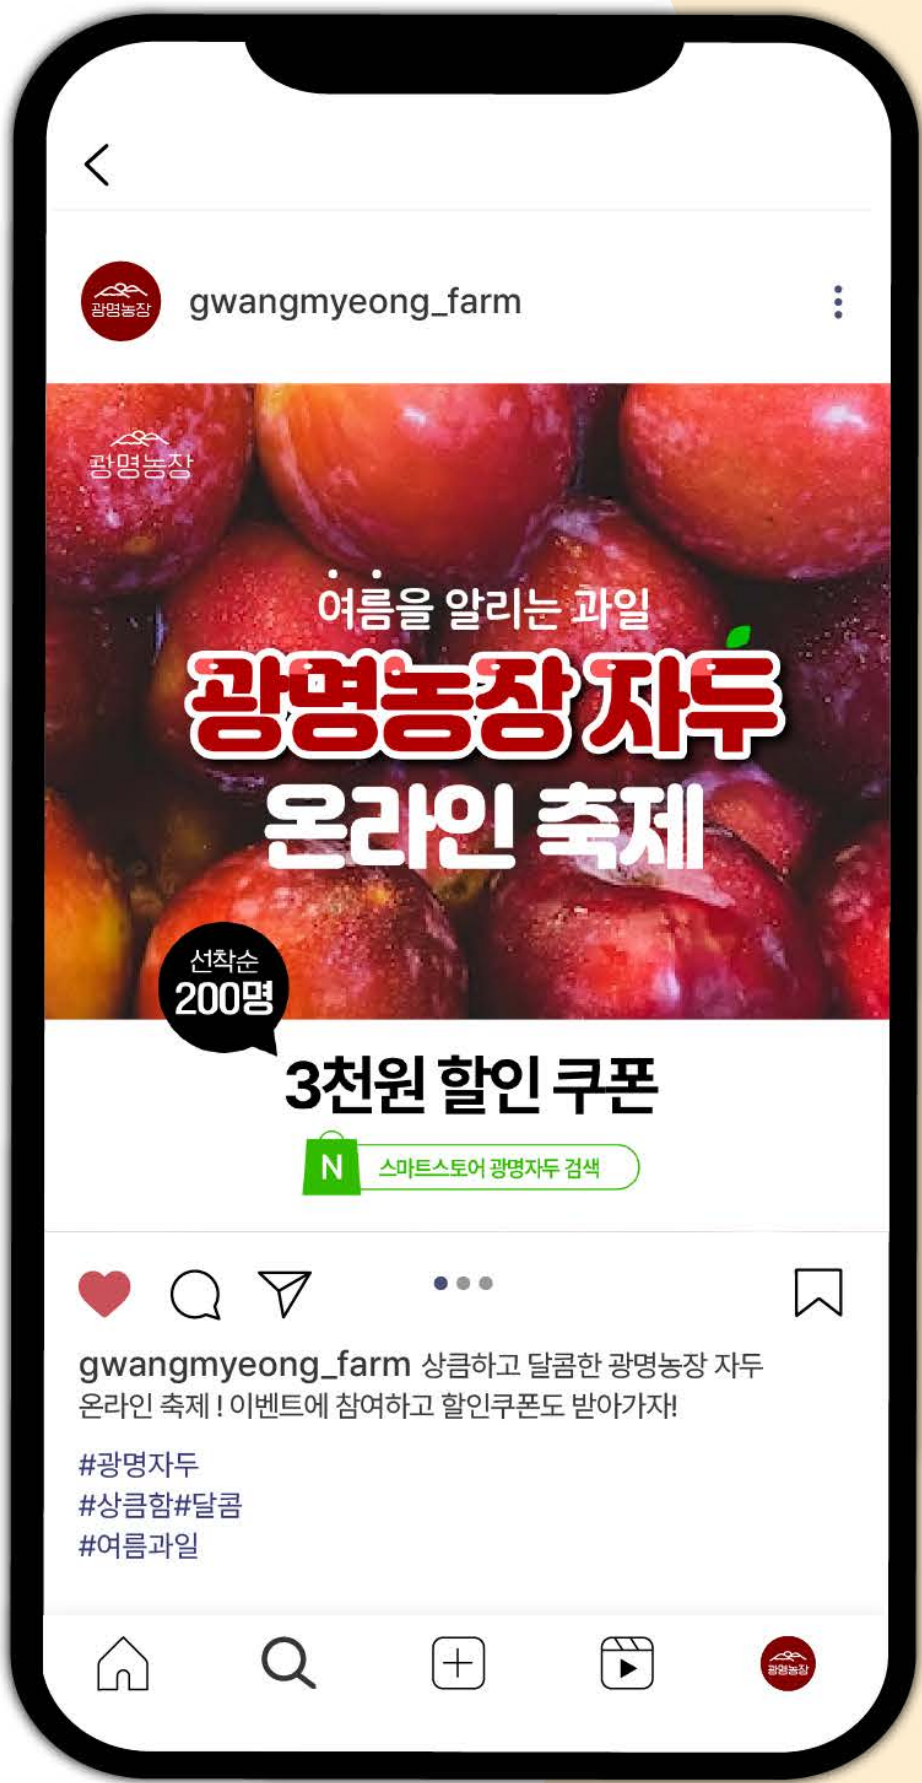 광명농장
gwangmyeong_farm
광명농장
여름을 알리는 과일
광명농장 자두
온라인 축제
선착순
200명
3천원 할인 쿠폰
N
스마트스토어 광명자두 검색
gwangmyeong_farm 상큼하고 달콤한 광명농장 자두
온라인 축제 ! 이벤트에 참여하고 할인쿠폰도 받아가자!
#광명자두
#상큼함#달콤
#여름과일
광명농장